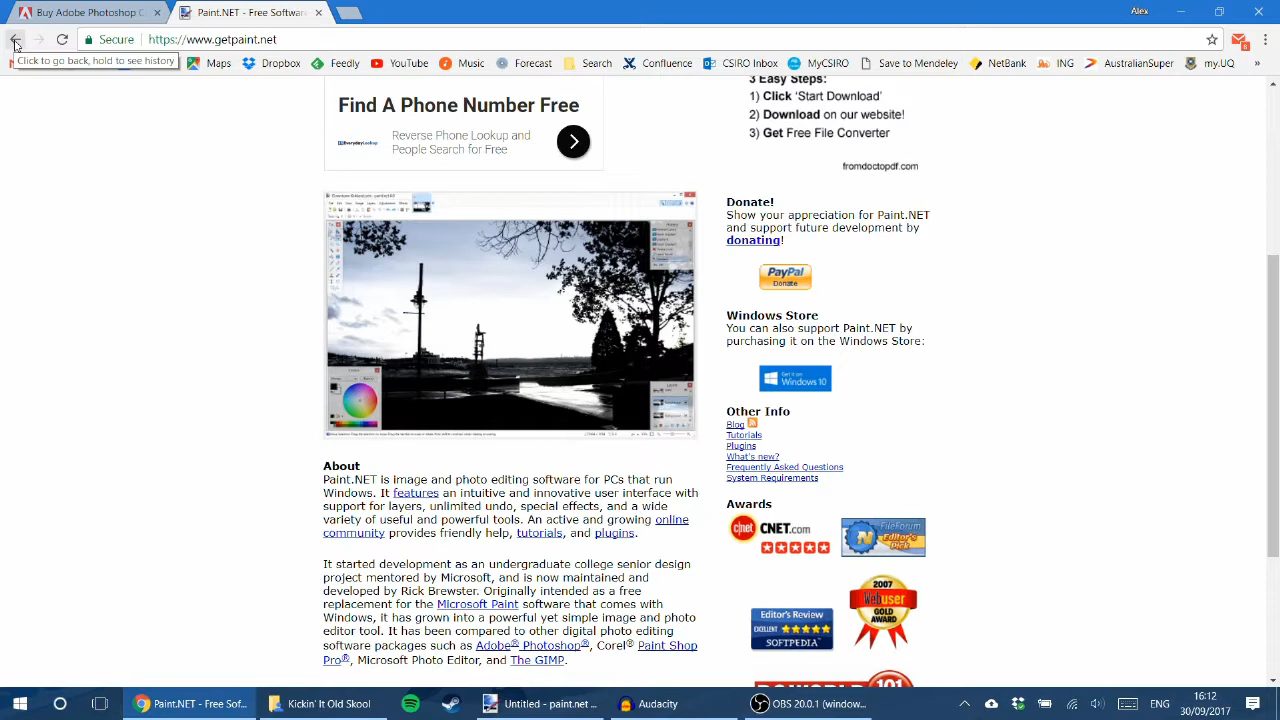 Buy Adobe Photoshop C
Paint.NET - Free Software
Alex
Secure
https://www.getpaint.net
8
Click to go back, hold to see history
Maps
Dropbox
Feedly
YouTube
Music
Forecast
Search
Confluence
CSIRO Inbox
MyCSIRO
Save to Mendeley
NetBank
ING
AustralianSuper
my.UQ
»
Find A Phone Number Free
EverydayLookup
Reverse Phone Lookup and
People Search for Free
3 Easy Steps:
1) Click 'Start Download'
2) Download on our website!
3) Get Free File Converter
fromdoctopdf.com
Donate!
Show your appreciation for Paint.NET
and support future development by
donating!
PayPal
Donate
Windows Store
You can also support Paint.NET by
purchasing it on the Windows Store:
Get it on
Windows 10
Other Info
Blog
Tutorials
Plugins
What's new?
Frequently Asked Questions
System Requirements
About
Paint.NET is image and photo editing software for PCs that run
Windows. It features an intuitive and innovative user interface with
support for layers, unlimited undo, special effects, and a wide
variety of useful and powerful tools. An active and growing online
community provides friendly help, tutorials, and plugins.
It started development as an undergraduate college senior design
project mentored by Microsoft, and is now maintained and
developed by Rick Brewster. Originally intended as a free
replacement for the Microsoft Paint software that comes with
Windows, it has grown into a powerful yet simple image and photo
editor tool. It has been compared to other digital photo editing
software packages such as Adobe® Photoshop®, Corel® Paint Shop
Pro®, Microsoft Photo Editor, and The GIMP.
Awards
c|net CNET.com
FileForum
Editor's
Pick
2007
Webuser
GOLD
AWARD
Editor's Review
EXCELLENT
SOFTPEDIA
101
Paint.NET - Free Sof...
Kickin' It Old Skool
Untitled - paint.net ...
Audacity
OBS 20.0.1 (window...
ENG
16:12
30/09/2017